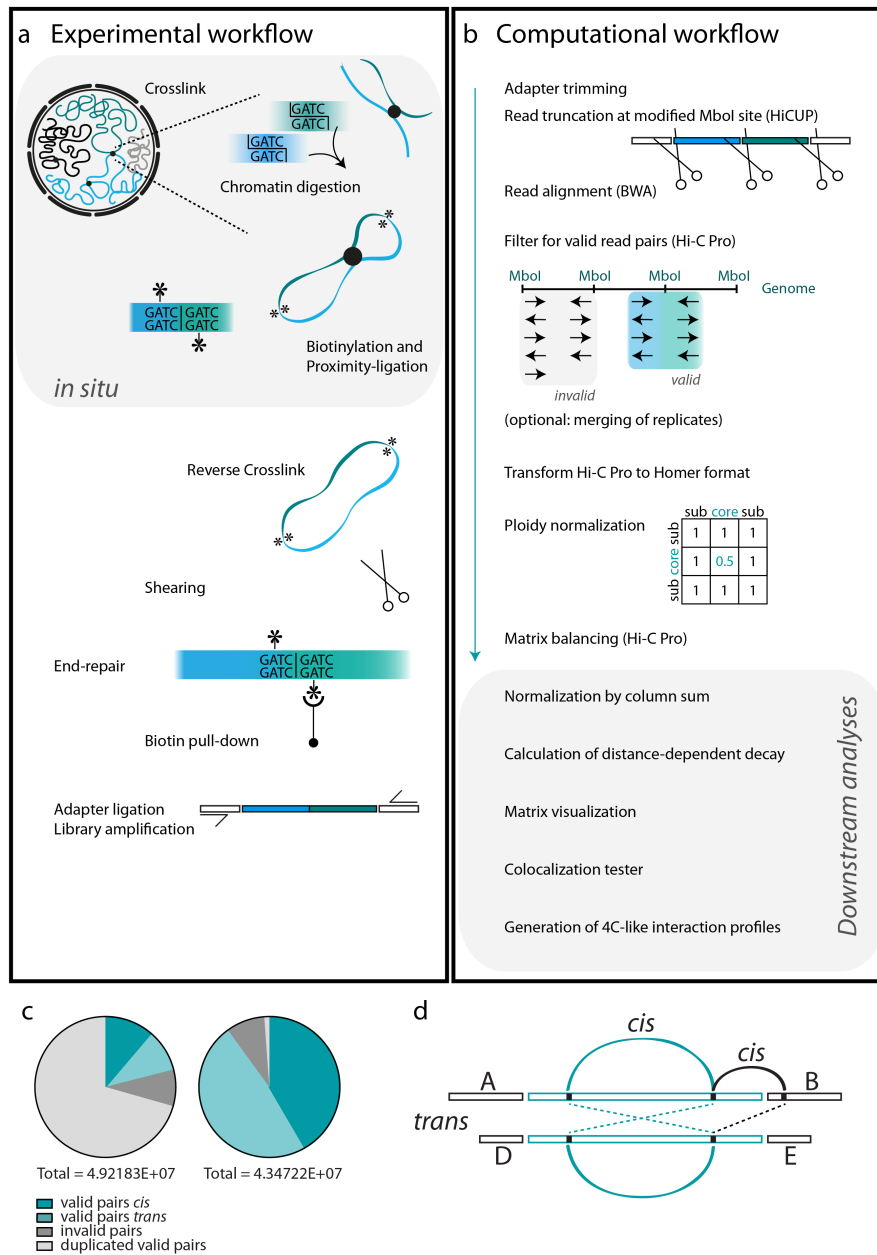 a Experimental workflow
Crosslink
GATC
GATC
GATC
GATC
Chromatin digestion
* *
*
GATC GATC
GATC GATC
*
* *
Biotinylation and
Proximity-ligation
in situ
Reverse Crosslink
* *
* *
Shearing
*
GATC GATC
GATC GATC
*
End-repair
Biotin pull-down
Adapter ligation
Library amplification
b Computational workflow
Adapter trimming
Read truncation at modified MboI site (HiCUP)
Read alignment (BWA)
Filter for valid read pairs (Hi-C Pro)
MboI MboI MboI MboI
Genome
invalid valid
(optional: merging of replicates)
Transform Hi-C Pro to Homer format
Ploidy normalization
sub core sub
sub 1 1 1
core 1 0.5 1
sub 1 1 1
Matrix balancing (Hi-C Pro)
Normalization by column sum
Calculation of distance-dependent decay
Matrix visualization
Colocalization tester
Generation of 4C-like interaction profiles
Downstream analyses
c
Total = 4.92183E+07
Total = 4.34722E+07
valid pairs cis
valid pairs trans
invalid pairs
duplicated valid pairs
d
cis
cis
A B
trans
D E